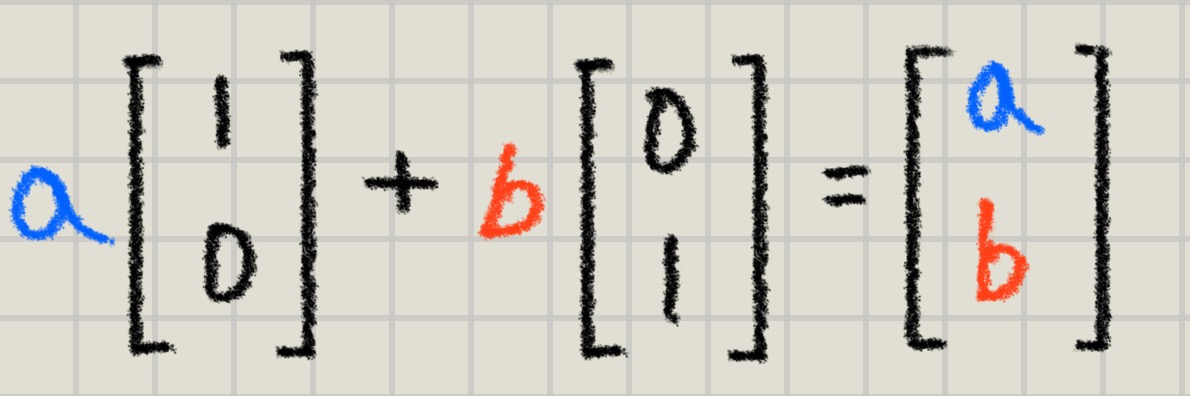 a [ 1 0 ] + b [ 0 1 ] = [ a b ]